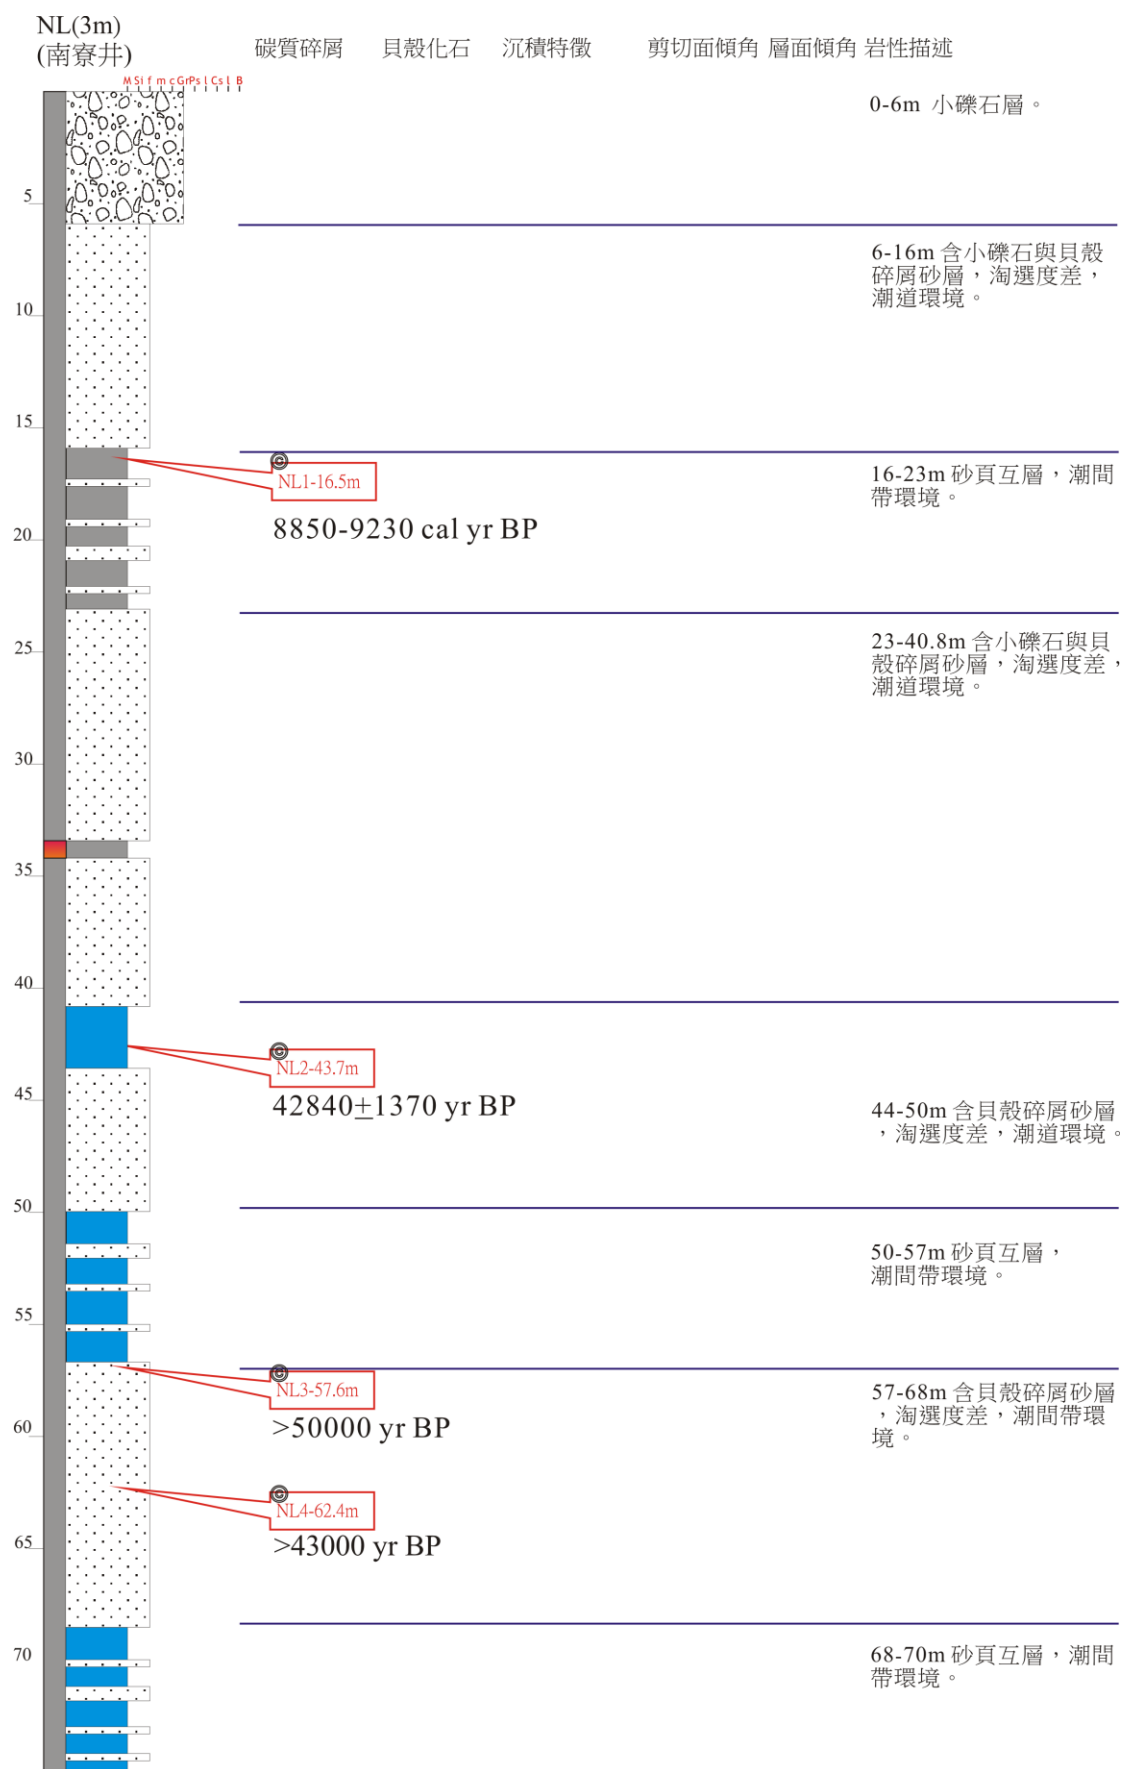 NL(3m)
(南寮井)
碳質碎屑 貝殼化石 沉積特徵 剪切面傾角 層面傾角 岩性描述
M Si f m c Gr Ps l Cs l B
0-6m 小礫石層。
5
6-16m 含小礫石與貝殼
碎屑砂層，淘選度差，
潮道環境。
10
15
16-23m 砂頁互層，潮間
帶環境。
NL1-16.5m
8850-9230 cal yr BP
20
23-40.8m 含小礫石與貝
殼碎屑砂層，淘選度差，
潮道環境。
25
30
35
40
NL2-43.7m
42840±1370 yr BP
45
44-50m 含貝殼碎屑砂層
，淘選度差，潮道環境。
50
50-57m 砂頁互層，
潮間帶環境。
55
NL3-57.6m
>50000 yr BP
57-68m 含貝殼碎屑砂層
，淘選度差，潮間帶環
境。
60
NL4-62.4m
>43000 yr BP
65
70
68-70m 砂頁互層，潮間
帶環境。